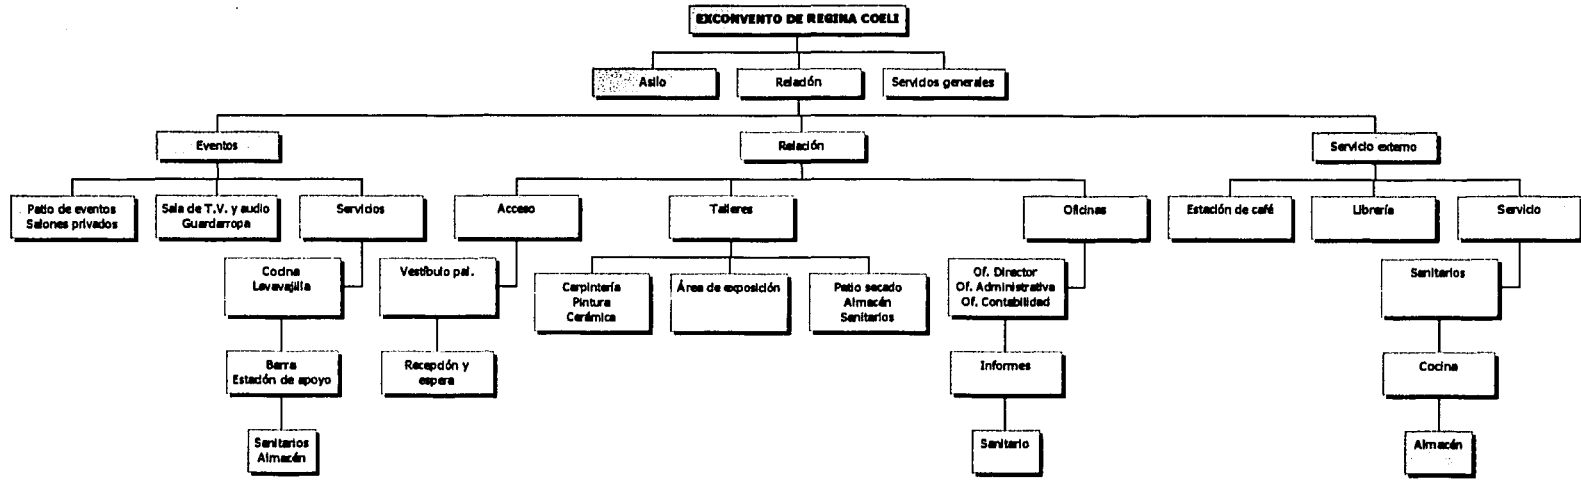 EXCONVENTO DE REGINA COELI
Asilo
Relación
Servicios generales
Eventos
Relación
Servicio externo
Patio de eventos
Salones privados
Sala de T.V. y audio
Guardarropa
Servicios
Acceso
Talleres
Oficinas
Estación de café
Librería
Servicio
Cocina
Lavavajilla
Vestíbulo pal.
Carpintería
Pintura
Cerámica
Área de exposición
Patio secado
Almacén
Sanitarios
Of. Director
Of. Administrativa
Of. Contabilidad
Sanitarios
Barra
Estación de apoyo
Recepción y
espera
Informes
Cocina
Sanitarios
Almacén
Sanitario
Almacén